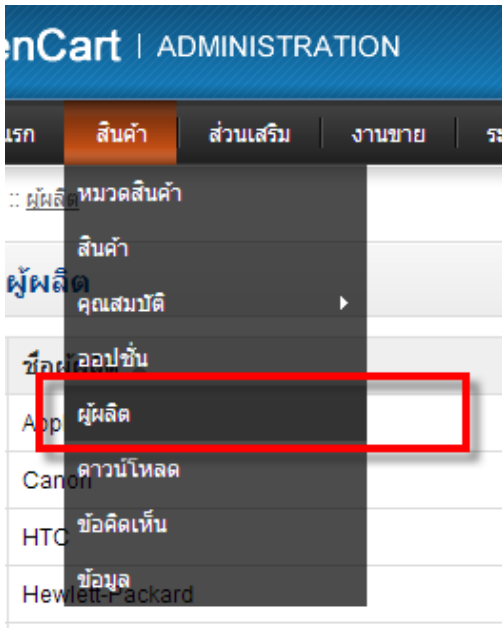 enCart | ADMINISTRATION
แรก สินค้า ส่วนเสริม งานขาย ระ
:: ผู้ผลิต
หมวดสินค้า
สินค้า
ผู้ผลิต
คุณสมบัติ
ออปชั่น
ชื่อผู้ผลิต
ผู้ผลิต
App
ดาวน์โหลด
Canon
ข้อคิดเห็น
HTC
ข้อมูล
Hewlett-Packard